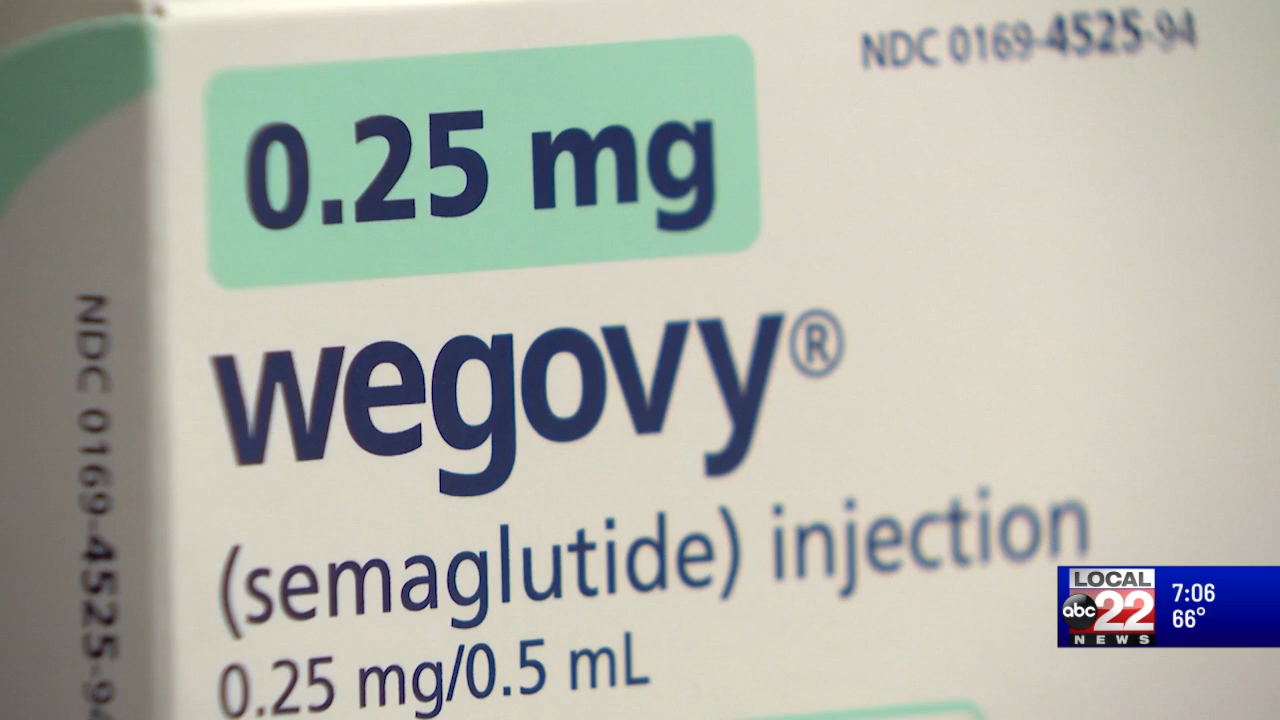 NDC 0169-4525-94
0.25 mg
wegovy®
(semaglutide) injection
0.25 mg/0.5 mL
NDC 0169-4525-94
LOCAL
abc 22
NEWS
7:06
66°